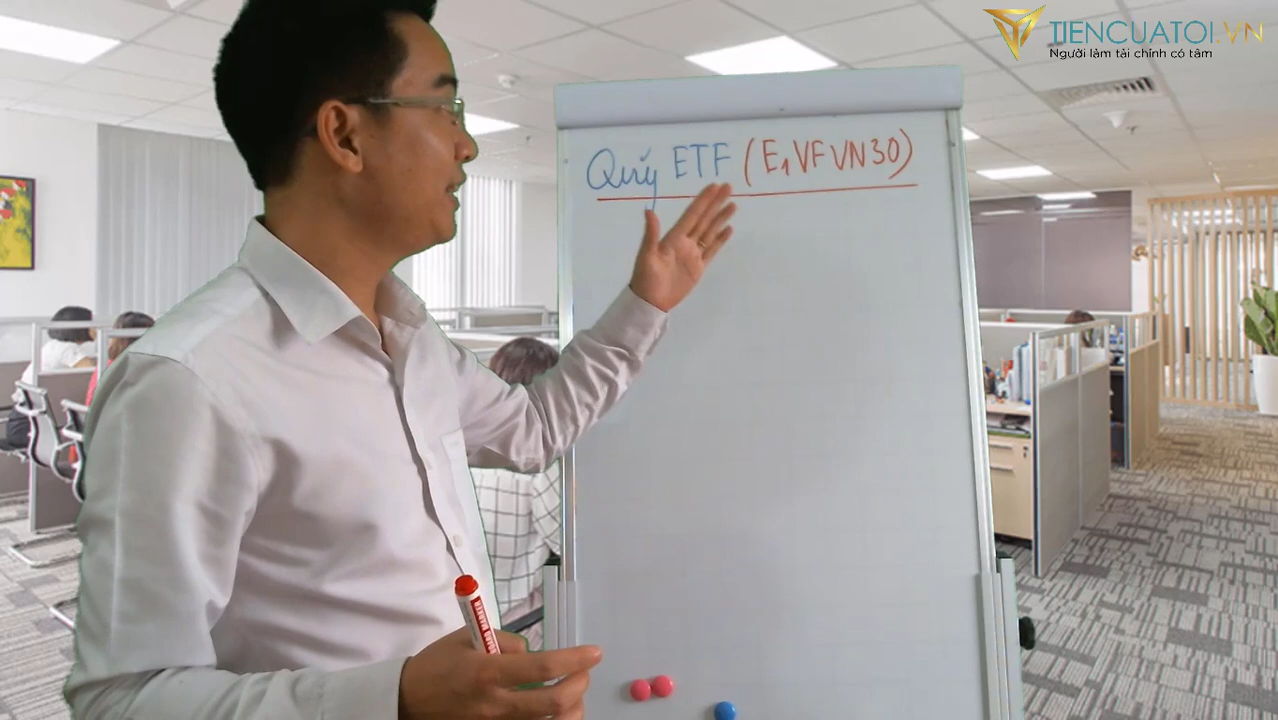 TIENCUATOI.VN
Người làm tài chính có tâm
Quỹ ETF (E1VFVN30)